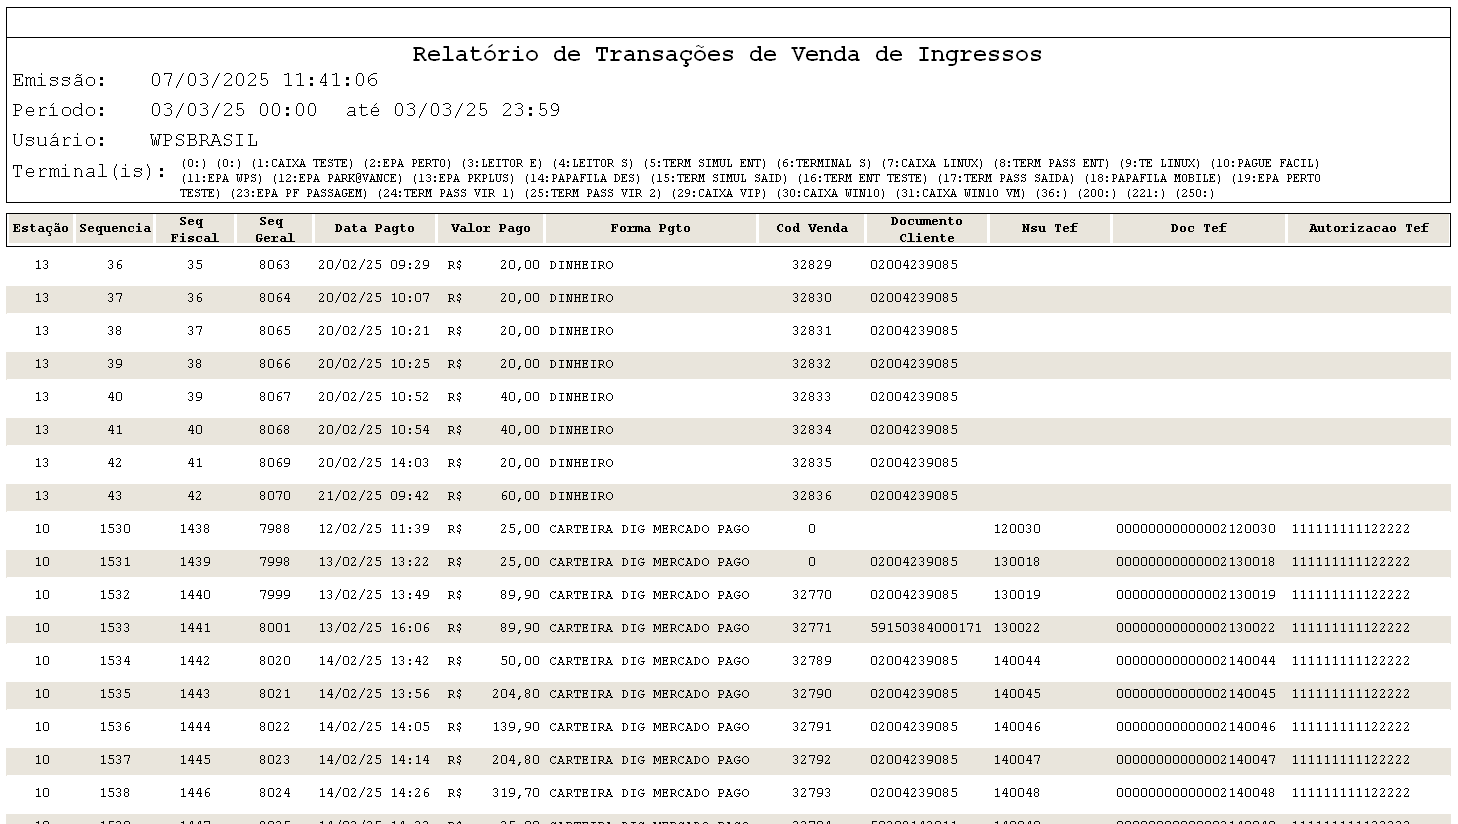 Relatório de Transações de Venda de Ingressos
Emissão: 07/03/2025 11:41:06
Período: 03/03/25 00:00 até 03/03/25 23:59
Usuário: WPSBRASIL
Terminal(is): (0:) (0:) (1:CAIXA TESTE) (2:EPA PERTO) (3:LEITOR E) (4:LEITOR S) (5:TERM SIMUL ENT) (6:TERMINAL S) (7:CAIXA LINUX) (8:TERM PASS ENT) (9:TE LINUX) (10:PAGUE FACIL)
(11:EPA WPS) (12:EPA PARK@VANCE) (13:EPA PKPLUS) (14:PAPAFILA DES) (15:TERM SIMUL SAID) (16:TERM ENT TESTE) (17:TERM PASS SAIDA) (18:PAPAFILA MOBILE) (19:EPA PERTO
TESTE) (23:EPA PF PASSAGEM) (24:TERM PASS VIR 1) (25:TERM PASS VIR 2) (29:CAIXA VIP) (30:CAIXA WIN10) (31:CAIXA WIN10 VM) (36:) (200:) (221:) (250:)
Estação Sequencia Seq Fiscal Seq Geral Data Pagto Valor Pago Forma Pgto Cod Venda Documento Cliente Nsu Tef Doc Tef Autorizacao Tef
13 36 35 8063 20/02/25 09:29 R$ 20,00 DINHEIRO 32829 02004239085
13 37 36 8064 20/02/25 10:07 R$ 20,00 DINHEIRO 32830 02004239085
13 38 37 8065 20/02/25 10:21 R$ 20,00 DINHEIRO 32831 02004239085
13 39 38 8066 20/02/25 10:25 R$ 20,00 DINHEIRO 32832 02004239085
13 40 39 8067 20/02/25 10:52 R$ 40,00 DINHEIRO 32833 02004239085
13 41 40 8068 20/02/25 10:54 R$ 40,00 DINHEIRO 32834 02004239085
13 42 41 8069 20/02/25 14:03 R$ 20,00 DINHEIRO 32835 02004239085
13 43 42 8070 21/02/25 09:42 R$ 60,00 DINHEIRO 32836 02004239085
10 1530 1438 7988 12/02/25 11:39 R$ 25,00 CARTEIRA DIG MERCADO PAGO 0 120030 00000000000002120030 111111111122222
10 1531 1439 7998 13/02/25 13:22 R$ 25,00 CARTEIRA DIG MERCADO PAGO 0 02004239085 130018 00000000000002130018 111111111122222
10 1532 1440 7999 13/02/25 13:49 R$ 89,90 CARTEIRA DIG MERCADO PAGO 32770 02004239085 130019 00000000000002130019 111111111122222
10 1533 1441 8001 13/02/25 16:06 R$ 89,90 CARTEIRA DIG MERCADO PAGO 32771 59150384000171 130022 00000000000002130022 111111111122222
10 1534 1442 8020 14/02/25 13:42 R$ 50,00 CARTEIRA DIG MERCADO PAGO 32789 02004239085 140044 00000000000002140044 111111111122222
10 1535 1443 8021 14/02/25 13:56 R$ 204,80 CARTEIRA DIG MERCADO PAGO 32790 02004239085 140045 00000000000002140045 111111111122222
10 1536 1444 8022 14/02/25 14:05 R$ 139,90 CARTEIRA DIG MERCADO PAGO 32791 02004239085 140046 00000000000002140046 111111111122222
10 1537 1445 8023 14/02/25 14:14 R$ 204,80 CARTEIRA DIG MERCADO PAGO 32792 02004239085 140047 00000000000002140047 111111111122222
10 1538 1446 8024 14/02/25 14:26 R$ 319,70 CARTEIRA DIG MERCADO PAGO 32793 02004239085 140048 00000000000002140048 111111111122222